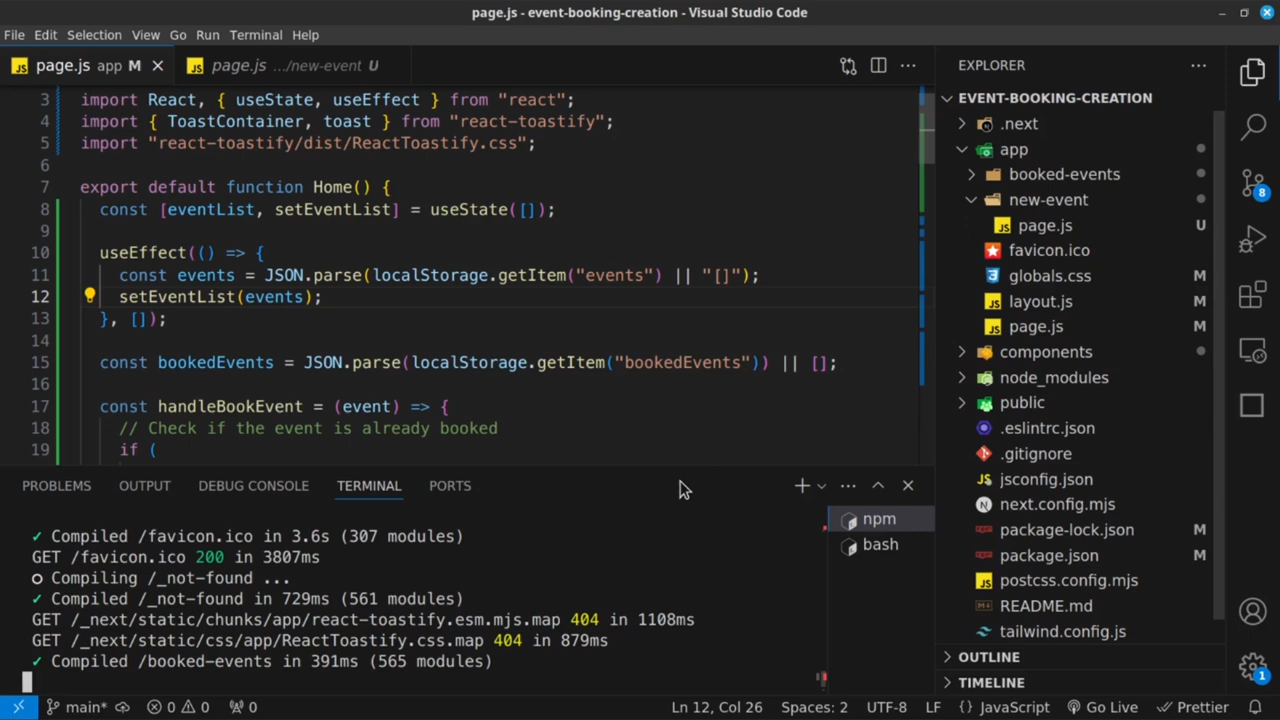 page.js - event-booking-creation - Visual Studio Code
File Edit Selection View Go Run Terminal Help
JS page.js app M
JS page.js .../new-event U
3 import React, { useState, useEffect } from "react";
4 import { ToastContainer, toast } from "react-toastify";
5 import "react-toastify/dist/ReactToastify.css";
6
7 export default function Home() {
8 const [eventList, setEventList] = useState([]);
9
10 useEffect(() => {
11 const events = JSON.parse(localStorage.getItem("events") || "[]");
12 setEventList(events);
13 }, []);
14
15 const bookedEvents = JSON.parse(localStorage.getItem("bookedEvents")) || [];
16
17 const handleBookEvent = (event) => {
18 // Check if the event is already booked
19 if (
PROBLEMS OUTPUT DEBUG CONSOLE TERMINAL PORTS
✓ Compiled /favicon.ico in 3.6s (307 modules)
GET /favicon.ico 200 in 3807ms
○ Compiling /_not-found ...
✓ Compiled /_not-found in 729ms (561 modules)
GET /_next/static/chunks/app/react-toastify.esm.mjs.map 404 in 1108ms
GET /_next/static/css/app/ReactToastify.css.map 404 in 879ms
✓ Compiled /booked-events in 391ms (565 modules)
npm
bash
EXPLORER
EVENT-BOOKING-CREATION
.next
app
booked-events
new-event
JS page.js U
favicon.ico
globals.css M
JS layout.js M
JS page.js M
components
node_modules
public
.eslintrc.json
.gitignore
JS jsconfig.json
N next.config.mjs
package-lock.json M
package.json M
JS postcss.config.mjs
README.md
tailwind.config.js
OUTLINE
TIMELINE
8
1
main* 0 0 0 Ln 12, Col 26 Spaces: 2 UTF-8 LF {} JavaScript Go Live Prettier